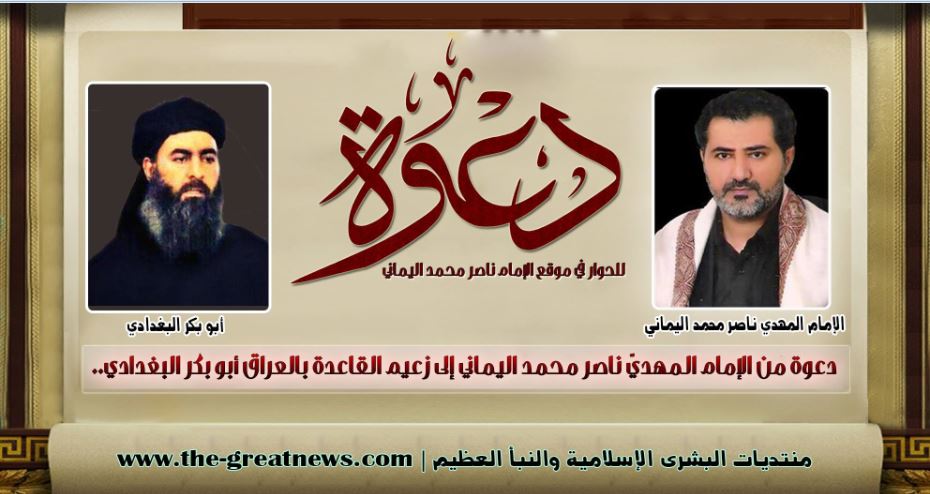 دعوة
للحوار في موقع الإمام ناصر محمد اليماني
الإمام المهدي ناصر محمد اليماني
أبو بكر البغدادي
دعوة من الإمام المهديّ ناصر محمد اليماني إلى زعيم القاعدة بالعراق أبو بكر البغدادي..
منتديات البشرى الإسلامية والنبأ العظيم | www.the-greatnews.com